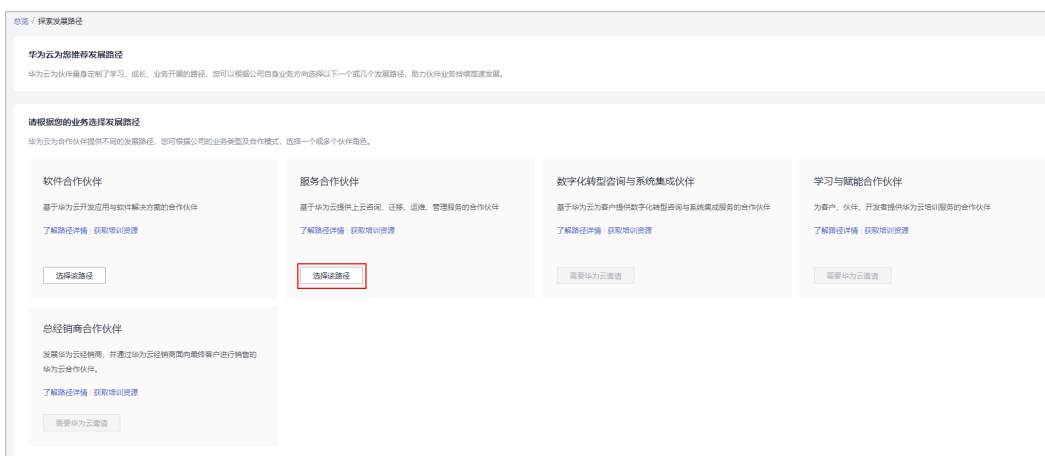 总览 / 探索发展路径
华为云为您推荐发展路径
华为云为伙伴量身定制了学习、成长、业务开展的路径，您可以根据公司自身业务方向选择以下一个或几个发展路径，助力伙伴业务持续高速发展。
请根据您的业务选择发展路径
华为云为合作伙伴提供不同的发展路径，您可根据公司的业务类型及合作模式，选择一个或多个伙伴角色。
软件合作伙伴
基于华为云开发应用与软件解决方案的合作伙伴
了解路径详情 | 获取培训资源
选择该路径
服务合作伙伴
基于华为云提供上云咨询、迁移、运维、管理服务的合作伙伴
了解路径详情 | 获取培训资源
选择该路径
数字化转型咨询与系统集成伙伴
基于华为云为客户提供数字化转型咨询与系统集成服务的合作伙伴
了解路径详情 | 获取培训资源
需要华为云邀请
学习与赋能合作伙伴
为客户、伙伴、开发者提供华为云培训服务的合作伙伴
了解路径详情 | 获取培训资源
需要华为云邀请
总经销商合作伙伴
发展华为云经销商，并通过华为云经销商面向最终客户进行销售的
华为云合作伙伴。
了解路径详情 | 获取培训资源
需要华为云邀请